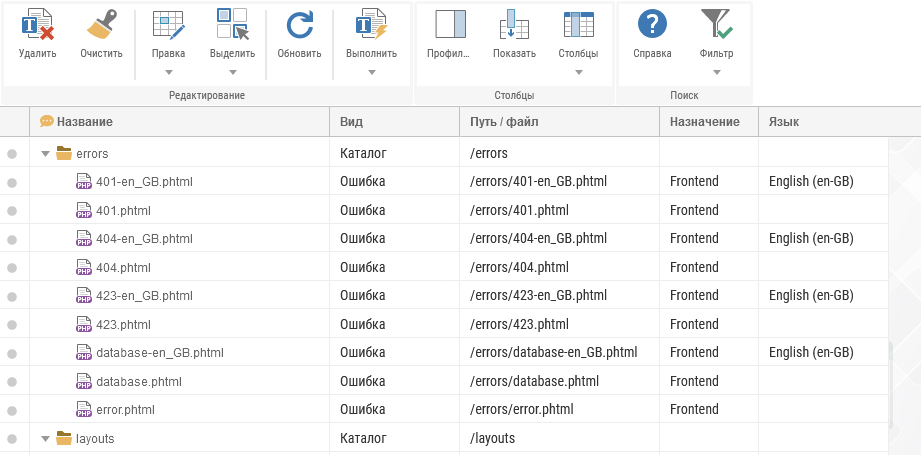 Удалить Очистить Правка Выделить Обновить Выполнить Профил... Показать Столбцы Справка Фильтр
Редактирование Столбцы Поиск
Название Вид Путь / файл Назначение Язык
errors Каталог /errors
401-en_GB.phtml Ошибка /errors/401-en_GB.phtml Frontend English (en-GB)
401.phtml Ошибка /errors/401.phtml Frontend
404-en_GB.phtml Ошибка /errors/404-en_GB.phtml Frontend English (en-GB)
404.phtml Ошибка /errors/404.phtml Frontend
423-en_GB.phtml Ошибка /errors/423-en_GB.phtml Frontend English (en-GB)
423.phtml Ошибка /errors/423.phtml Frontend
database-en_GB.phtml Ошибка /errors/database-en_GB.phtml Frontend English (en-GB)
database.phtml Ошибка /errors/database.phtml Frontend
error.phtml Ошибка /errors/error.phtml Frontend
layouts Каталог /layouts